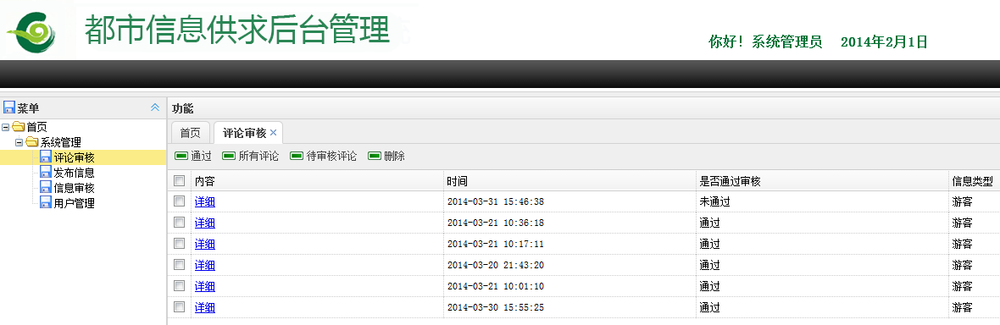 都市信息供求后台管理
你好！系统管理员 2014年2月1日
菜单
首页
系统管理
评论审核
发布信息
信息审核
用户管理
功能
首页 评论审核
通过 所有评论 待审核评论 删除
内容 时间 是否通过审核 信息类型
详细 2014-03-31 15:46:38 未通过 游客
详细 2014-03-21 10:36:18 通过 游客
详细 2014-03-21 10:17:11 通过 游客
详细 2014-03-20 21:43:20 通过 游客
详细 2014-03-21 10:01:10 通过 游客
详细 2014-03-30 15:55:25 通过 游客